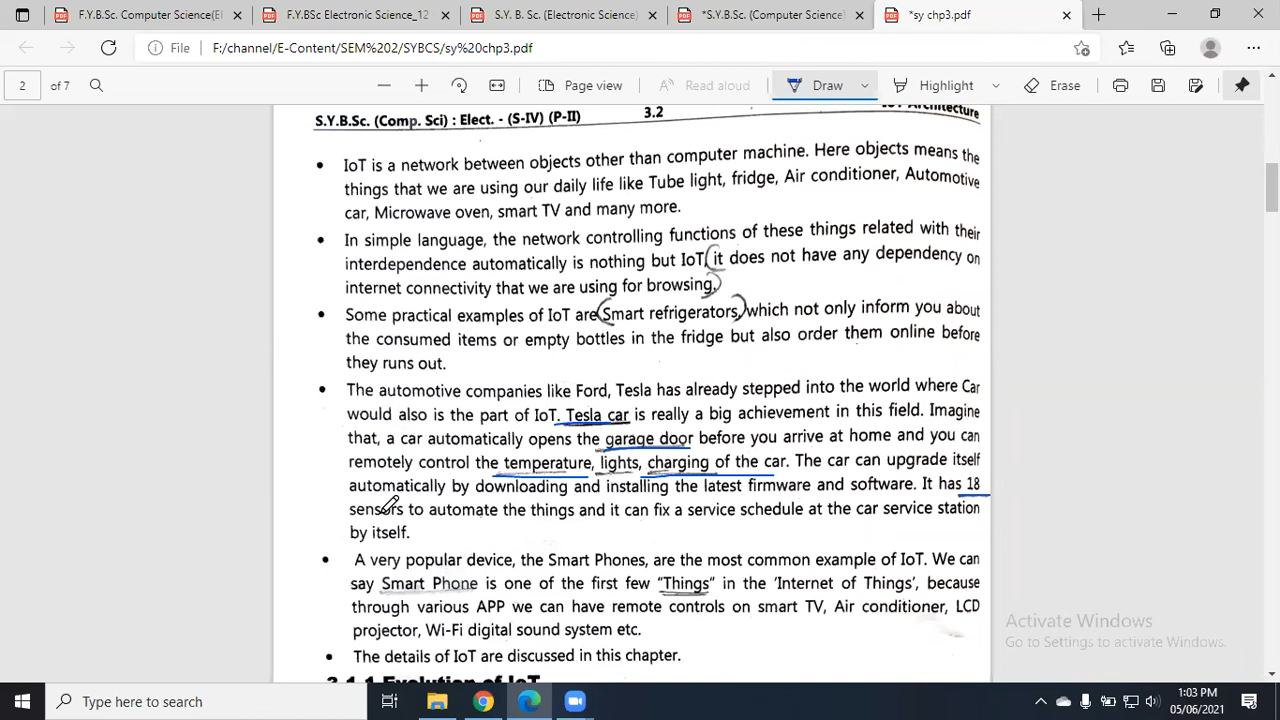 F.Y.B.Sc. Computer Science(El
F.Y.BSc Electronic Science_12
S.Y. B. Sc. (Electronic Science)
*S.Y.B.Sc. (Computer Science)
*sy chp3.pdf
File
F:/channel/E-Content/SEM%202/SYBCS/sy%20chp3.pdf
2 of 7
Page view
Read aloud
Draw
Highlight
Erase
S.Y.B.Sc. (Comp. Sci) : Elect. - (S-IV) (P-II) 3.2 IoT Architecture
• IoT is a network between objects other than computer machine. Here objects means the
things that we are using our daily life like Tube light, fridge, Air conditioner, Automotive
car, Microwave oven, smart TV and many more.
• In simple language, the network controlling functions of these things related with their
interdependence automatically is nothing but IoT, it does not have any dependency on
internet connectivity that we are using for browsing.
• Some practical examples of IoT are Smart refrigerators, which not only inform you about
the consumed items or empty bottles in the fridge but also order them online before
they runs out.
• The automotive companies like Ford, Tesla has already stepped into the world where Car
would also is the part of IoT. Tesla car is really a big achievement in this field. Imagine
that, a car automatically opens the garage door before you arrive at home and you can
remotely control the temperature, lights, charging of the car. The car can upgrade itself
automatically by downloading and installing the latest firmware and software. It has 18
sensors to automate the things and it can fix a service schedule at the car service station
by itself.
• A very popular device, the Smart Phones, are the most common example of IoT. We can
say Smart Phone is one of the first few "Things" in the 'Internet of Things', because
through various APP we can have remote controls on smart TV, Air conditioner, LCD
projector, Wi-Fi digital sound system etc.
• The details of IoT are discussed in this chapter.
3.1.1 Evolution of IoT
Activate Windows
Go to Settings to activate Windows.
Type here to search
1:03 PM
05/06/2021